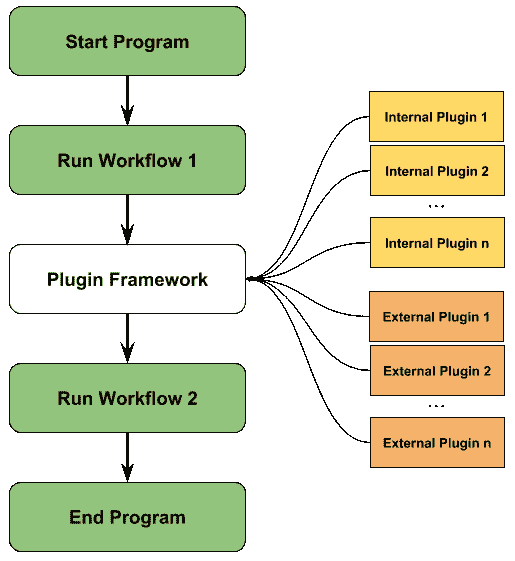 Start Program
Run Workflow 1
Plugin Framework
Run Workflow 2
End Program
Internal Plugin 1
Internal Plugin 2
...
Internal Plugin n
External Plugin 1
External Plugin 2
...
External Plugin n